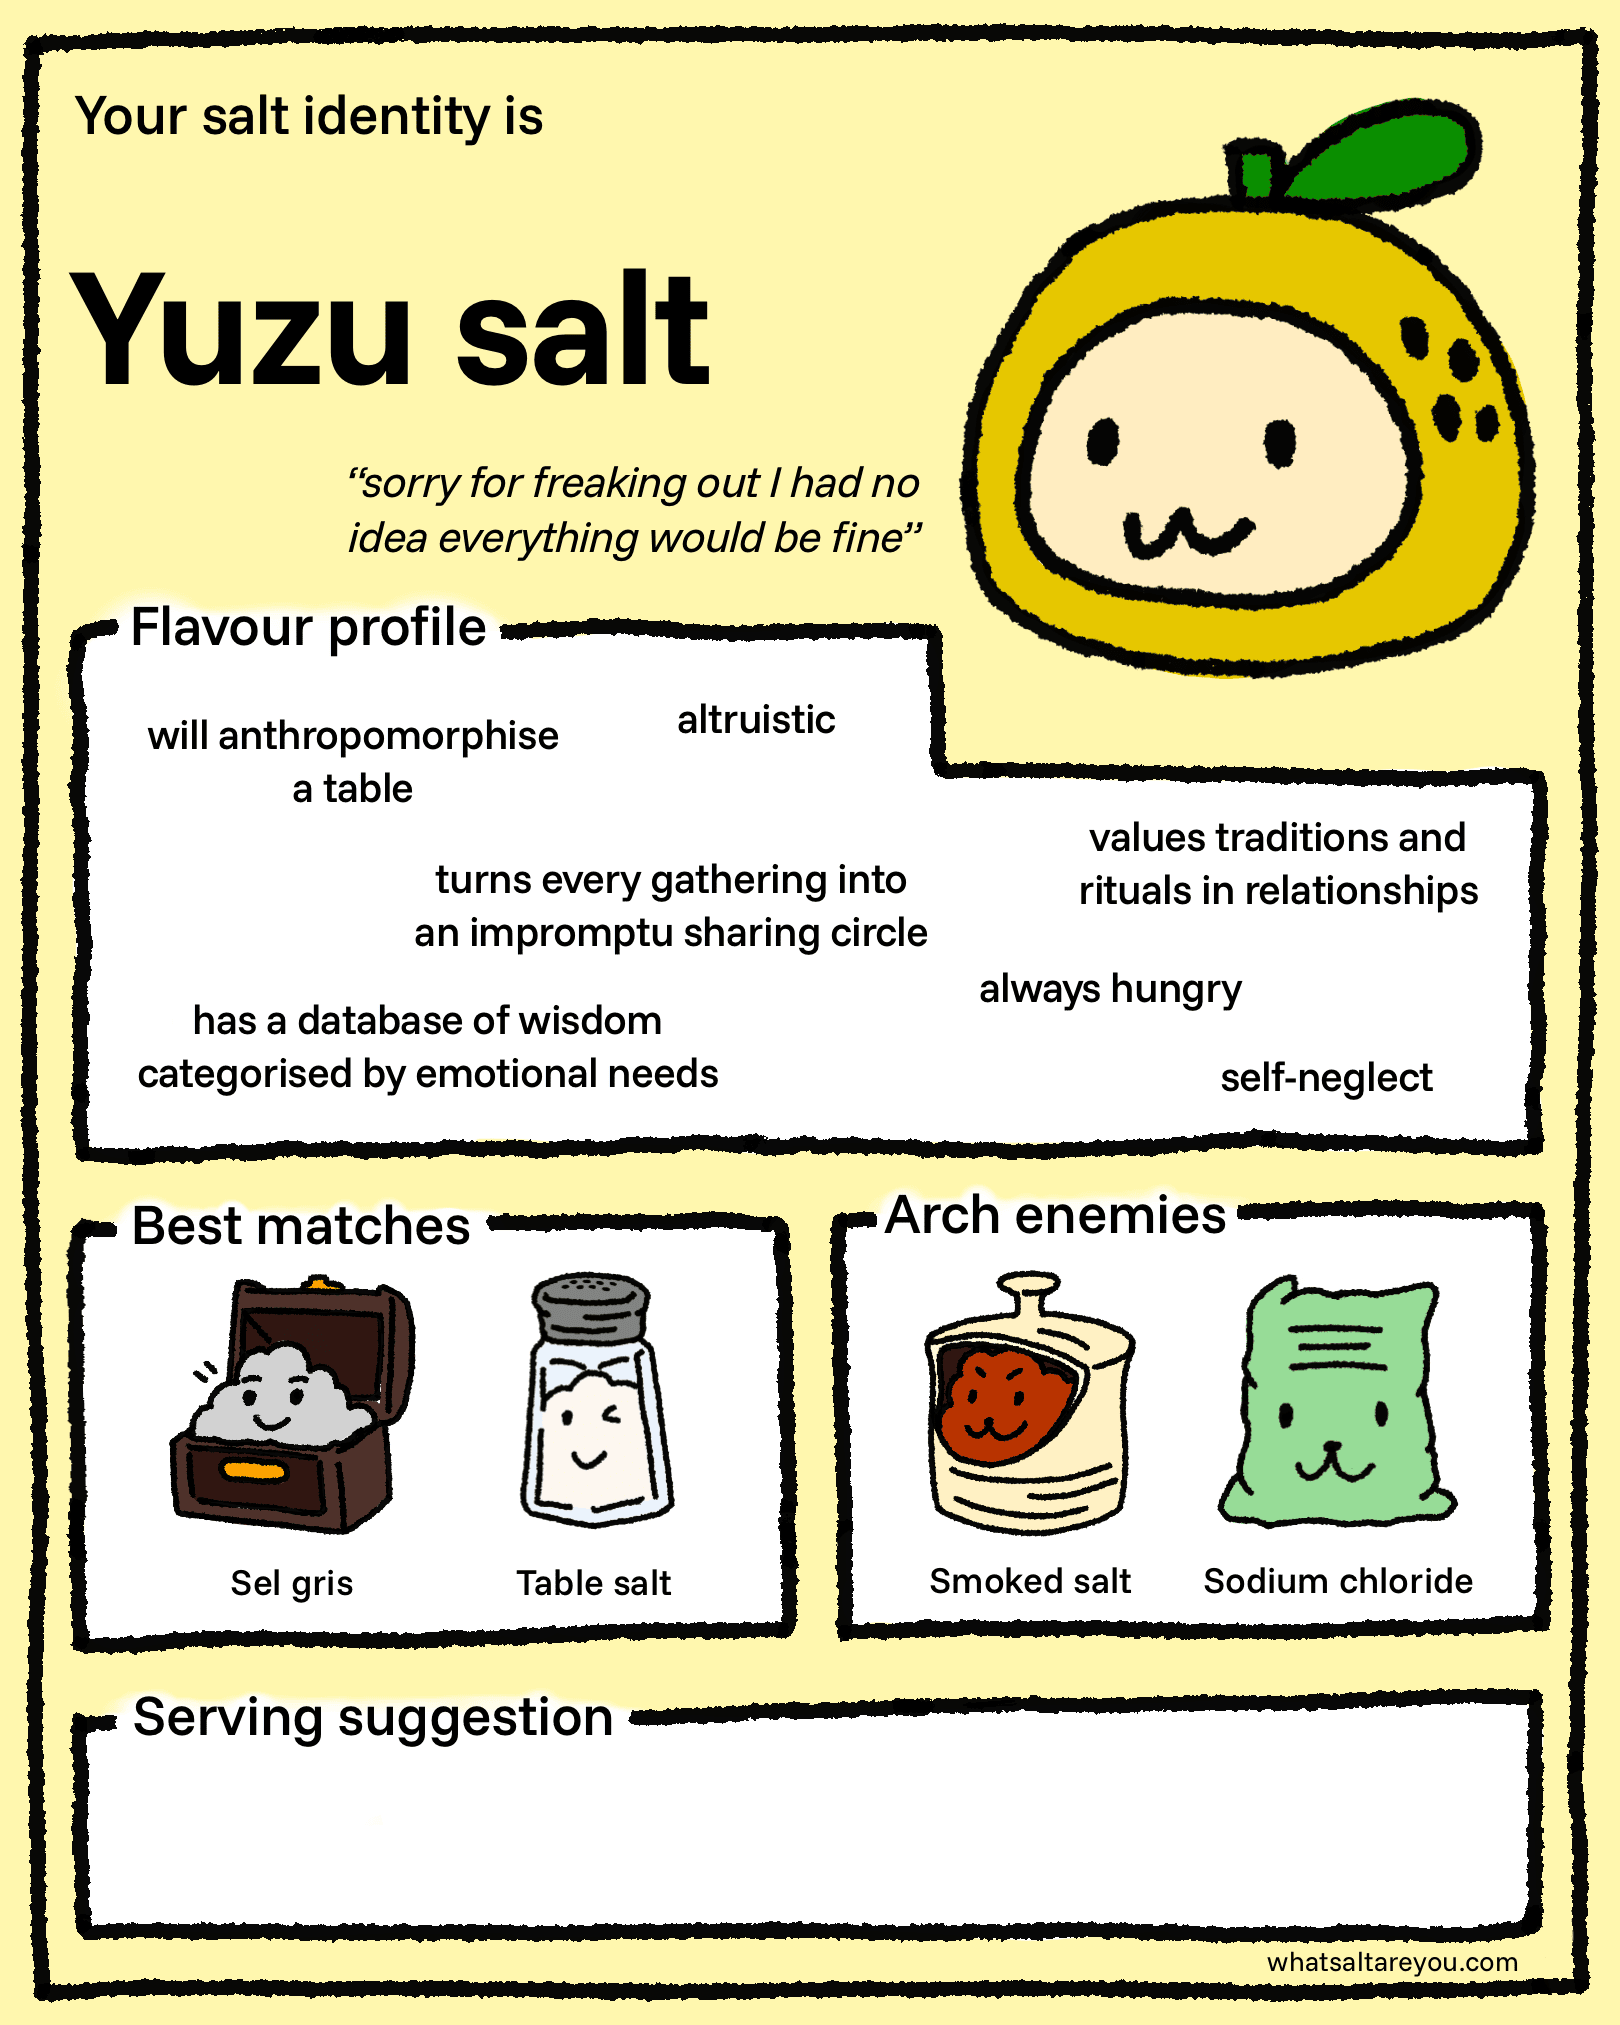 Your salt identity is
Yuzu salt
“sorry for freaking out I had no
idea everything would be fine”
Flavour profile
will anthropomorphise
a table
altruistic
values traditions and
rituals in relationships
turns every gathering into
an impromptu sharing circle
always hungry
has a database of wisdom
categorised by emotional needs
self-neglect
Best matches
Sel gris
Table salt
Arch enemies
Smoked salt
Sodium chloride
Serving suggestion
whatsaltareyou.com